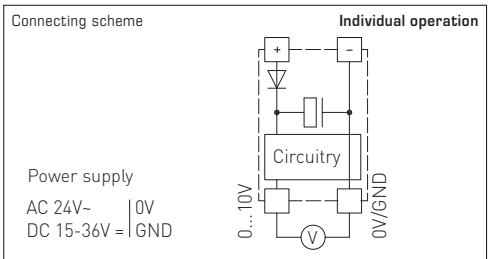 Connecting scheme
Individual operation
+
–
Circuitry
Power supply
AC 24V~ | 0V
DC 15-36V = | GND
0...10V
0V/GND
V